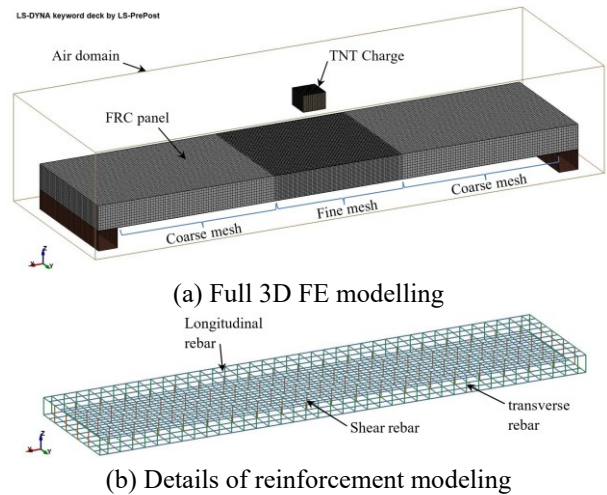 LS-DYNA keyword deck by LS-PrePost
Air domain
TNT Charge
FRC panel
Coarse mesh
Fine mesh
Coarse mesh
Z
X
Y
(a) Full 3D FE modelling
Longitudinal
rebar
Shear rebar
transverse
rebar
Z
X
Y
(b) Details of reinforcement modeling